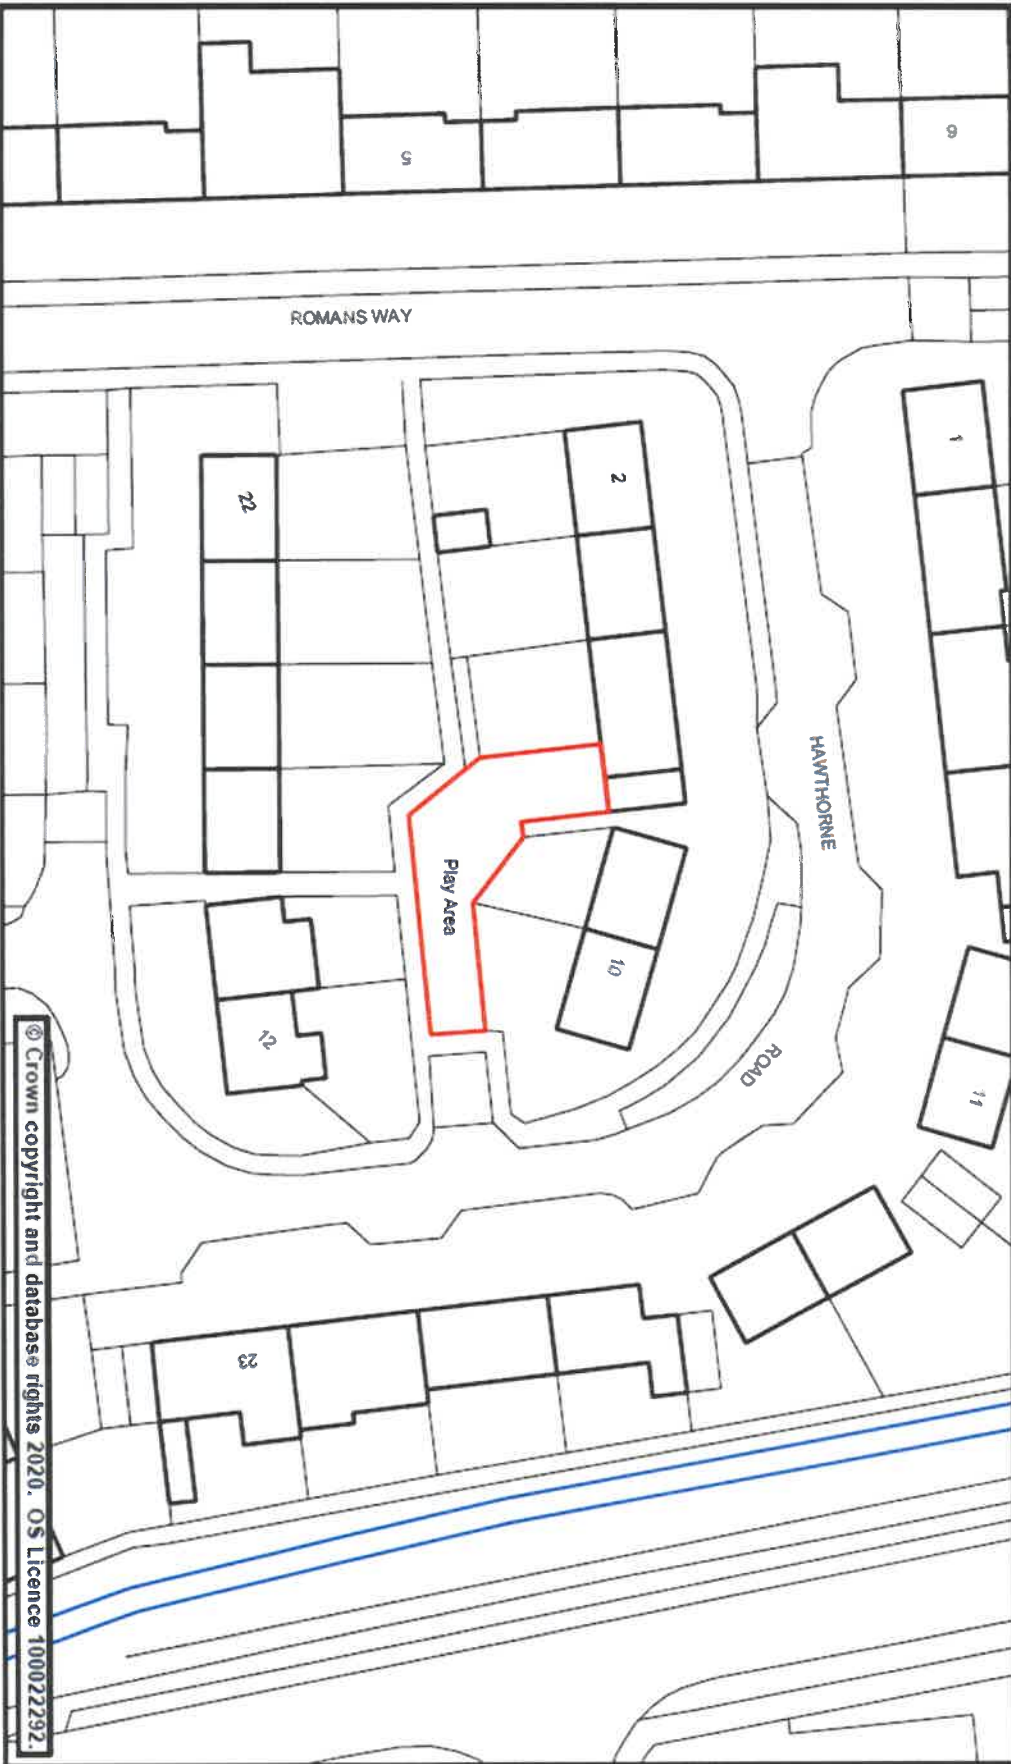 6
5
ROMANS WAY
1
2
22
HAWTHORNE
Play Area
10
12
ROAD
11
23
© Crown copyright and database rights 2020. OS Licence 100022292.